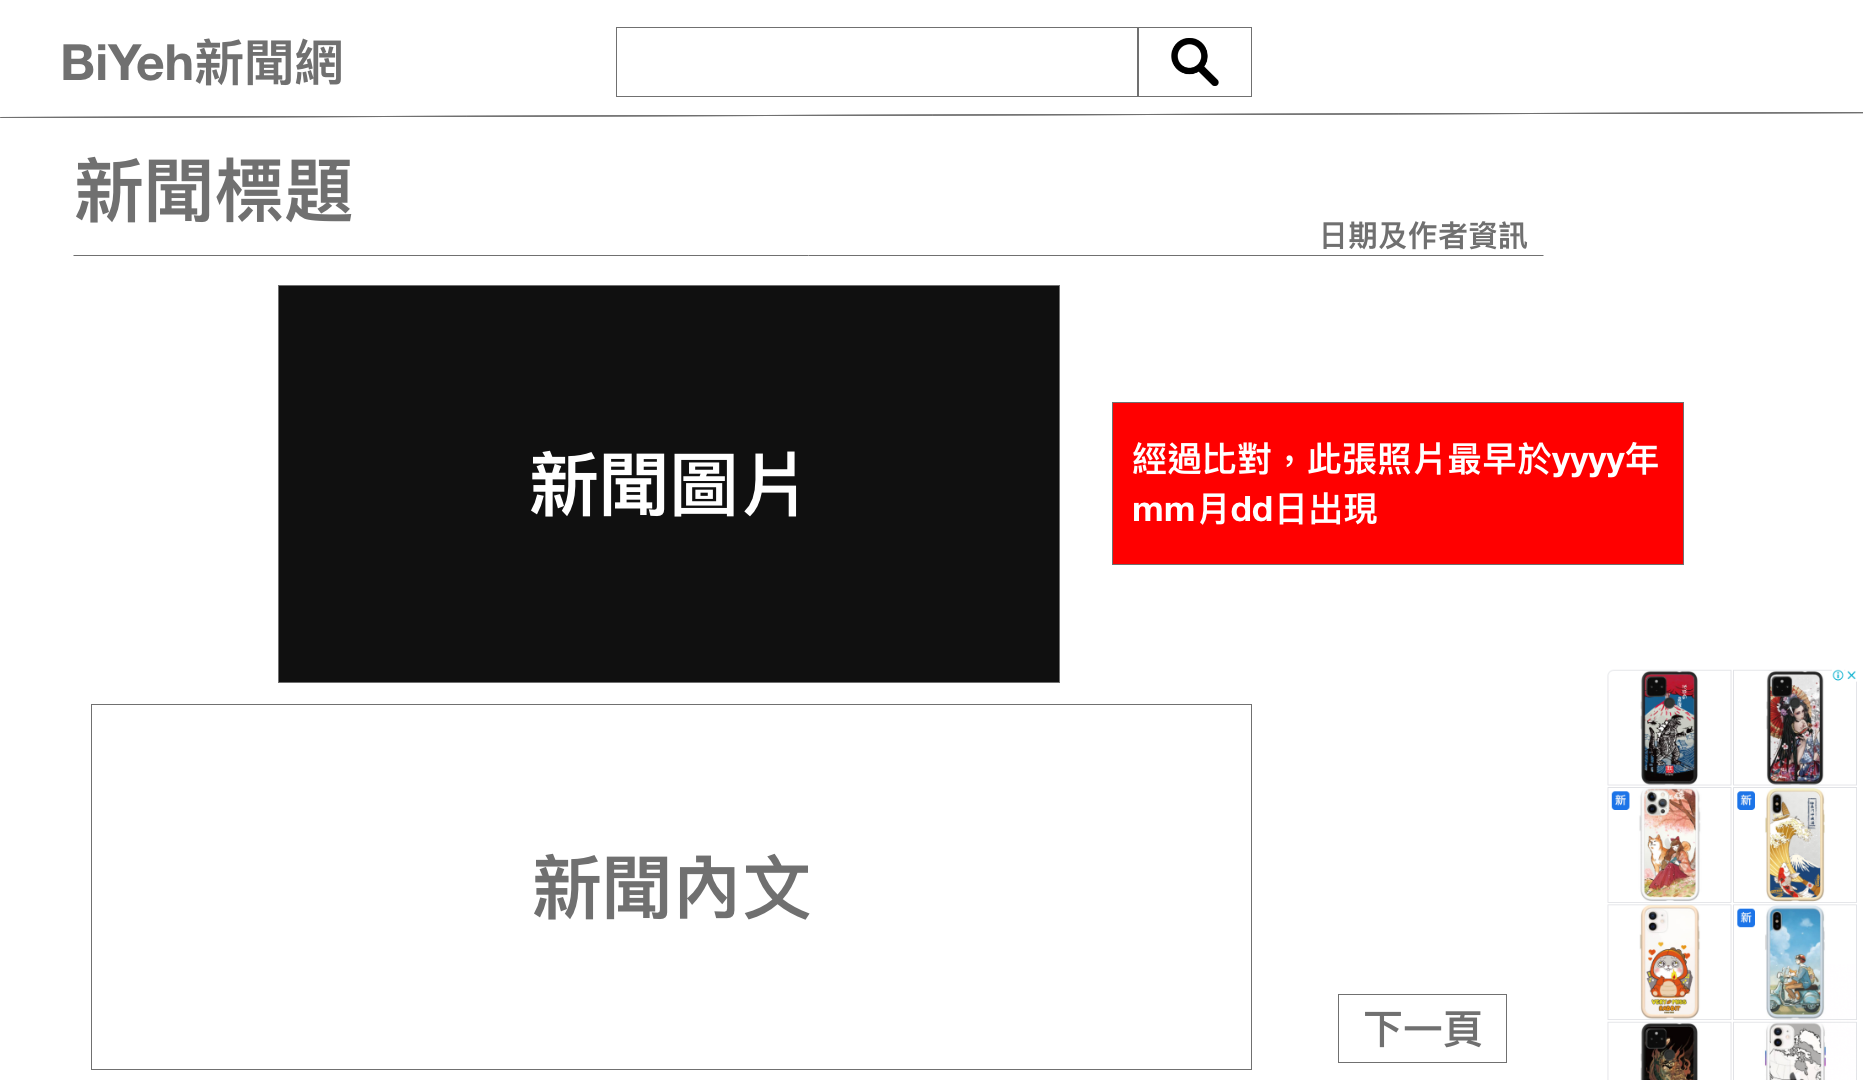 BiYeh新聞網
新聞標題
日期及作者資訊
新聞圖片
經過比對，此張照片最早於yyyy年
mm月dd日出現
新聞內文
下一頁
新
新
新